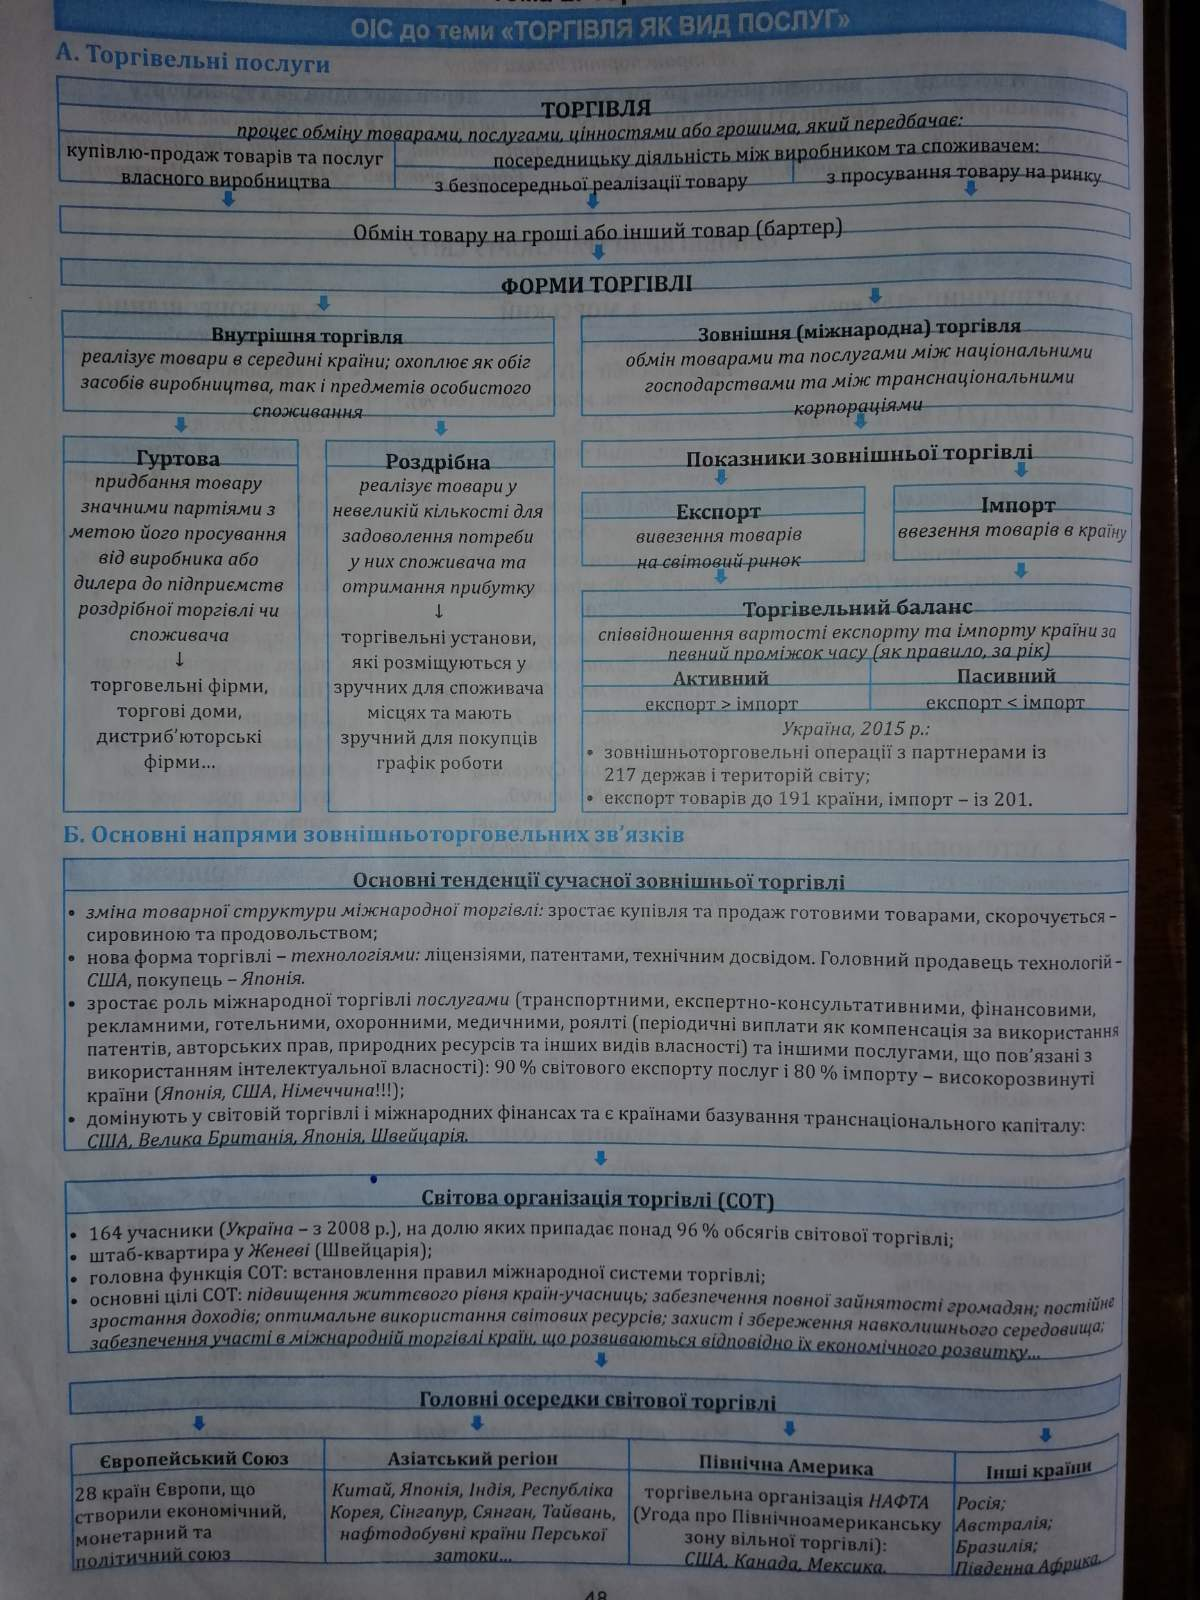 ОІС до теми «ТОРГІВЛЯ ЯК ВИД ПОСЛУГ»
А. Торгівельні послуги
ТОРГІВЛЯ
процес обміну товарами, послугами, цінностями або грошима, який передбачає:
купівлю-продаж товарів та послуг
власного виробництва
посередницьку діяльність між виробником та споживачем:
з безпосередньої реалізації товару
з просування товару на ринку
Обмін товару на гроші або інший товар (бартер)
ФОРМИ ТОРГІВЛІ
Внутрішня торгівля
реалізує товари в середині країни; охоплює як обіг
засобів виробництва, так і предметів особистого
споживання
Гуртова
придбання товару
значними партіями з
метою його просування
від виробника або
дилера до підприємств
роздрібної торгівлі чи
споживача
↓
торговельні фірми,
торгові доми,
дистриб’юторські
фірми...
Роздрібна
реалізує товари у
невеликій кількості для
задоволення потреби
у них споживача та
отримання прибутку
↓
торгівельні установи,
які розміщуються у
зручних для споживача
місцях та мають
зручний для покупців
графік роботи
Зовнішня (міжнародна) торгівля
обмін товарами та послугами між національними
господарствами та між транснаціональними
корпораціями
Показники зовнішньої торгівлі
Експорт
вивезення товарів
на світовий ринок
Імпорт
ввезення товарів в країну
Торгівельний баланс
співвідношення вартості експорту та імпорту країни за
певний проміжок часу (як правило, за рік)
Активний
експорт > імпорт
Пасивний
експорт < імпорт
Україна, 2015 р.:
• зовнішньоторговельні операції з партнерами із
217 держав і територій світу;
• експорт товарів до 191 країни, імпорт – із 201.
Б. Основні напрями зовнішньоторговельних зв’язків
Основні тенденції сучасної зовнішньої торгівлі
• зміна товарної структури міжнародної торгівлі: зростає купівля та продаж готовими товарами, скорочується –
сировиною та продовольством;
• нова форма торгівлі – технологіями: ліцензіями, патентами, технічним досвідом. Головний продавець технологій –
США, покупець – Японія.
• зростає роль міжнародної торгівлі послугами (транспортними, експертно-консультативними, фінансовими,
рекламними, готельними, охоронними, медичними, роялті (періодичні виплати як компенсація за використання
патентів, авторських прав, природних ресурсів та інших видів власності) та іншими послугами, що пов’язані з
використанням інтелектуальної власності): 90 % світового експорту послуг і 80 % імпорту – високорозвинуті
країни (Японія, США, Німеччина!!!);
• домінують у світовій торгівлі і міжнародних фінансах та є країнами базування транснаціонального капіталу:
США, Велика Британія, Японія, Швейцарія.
Світова організація торгівлі (СОТ)
• 164 учасники (Україна – з 2008 р.), на долю яких припадає понад 96 % обсягів світової торгівлі;
• штаб-квартира у Женеві (Швейцарія);
• головна функція СОТ: встановлення правил міжнародної системи торгівлі;
• основні цілі СОТ: підвищення життєвого рівня країн-учасниць; забезпечення повної зайнятості громадян; постійне
зростання доходів; оптимальне використання світових ресурсів; захист і збереження навколишнього середовища;
забезпечення участі в міжнародній торгівлі країн, що розвиваються відповідно їх економічного розвитку...
Головні осередки світової торгівлі
Європейський Союз
28 країн Європи, що
створили економічний,
монетарний та
політичний союз
Азіатський регіон
Китай, Японія, Індія, Республіка
Корея, Сінгапур, Сянган, Тайвань,
нафтодобувні країни Перської
затоки...
Північна Америка
торгівельна організація НАФТА
(Угода про Північноамериканську
зону вільної торгівлі):
США, Канада, Мексика.
Інші країни
Росія;
Австралія;
Бразилія;
Південна Африка.
48